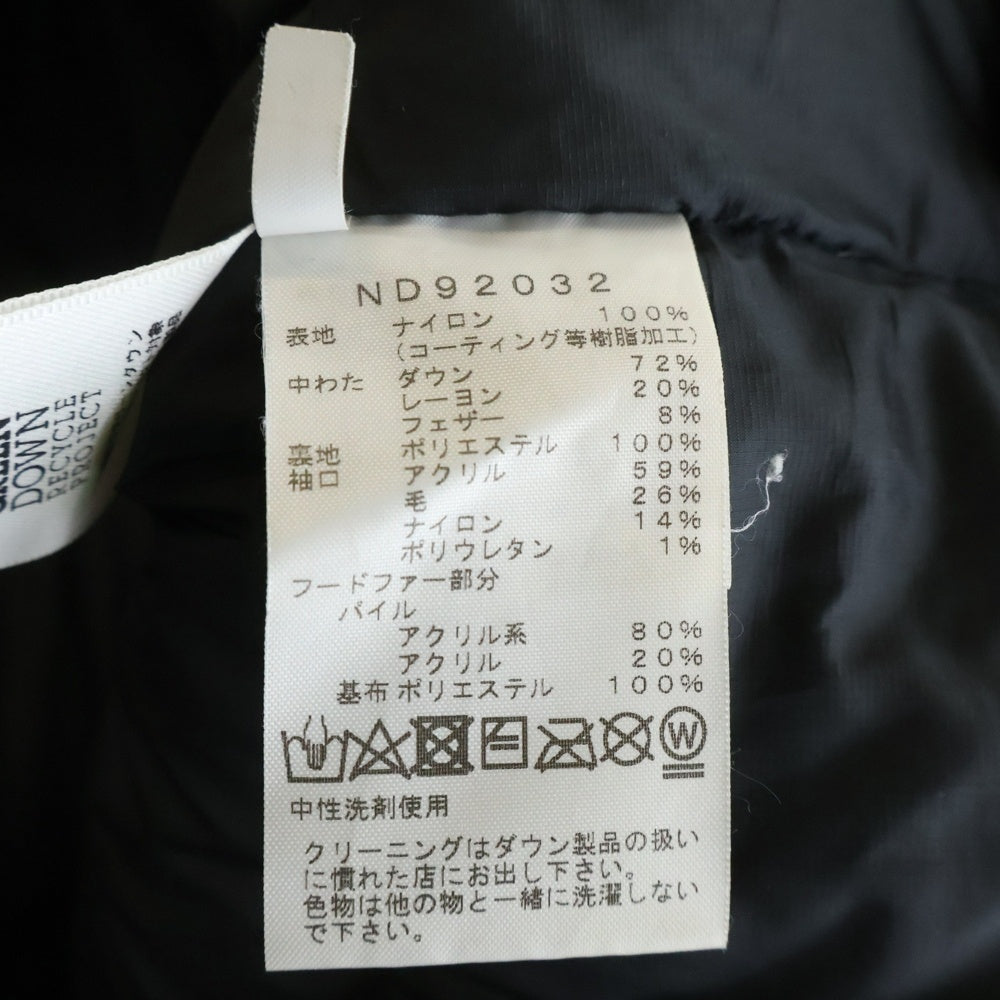 ND92032
表地 ナイロン 100%
(コーティング等樹脂加工)
中わた ダウン 72%
レーヨン 20%
フェザー 8%
裏地 ポリエステル 100%
袖口 アクリル 59%
毛 26%
ナイロン 14%
ポリウレタン 1%
フードファー部分
パイル
アクリル系 80%
アクリル 20%
基布 ポリエステル 100%
W
中性洗剤使用
クリーニングはダウン製品の扱い
に慣れた店にお出し下さい。
色物は他の物と一緒に洗濯しない
で下さい。
DOWN
RECYCLE
PROJECT